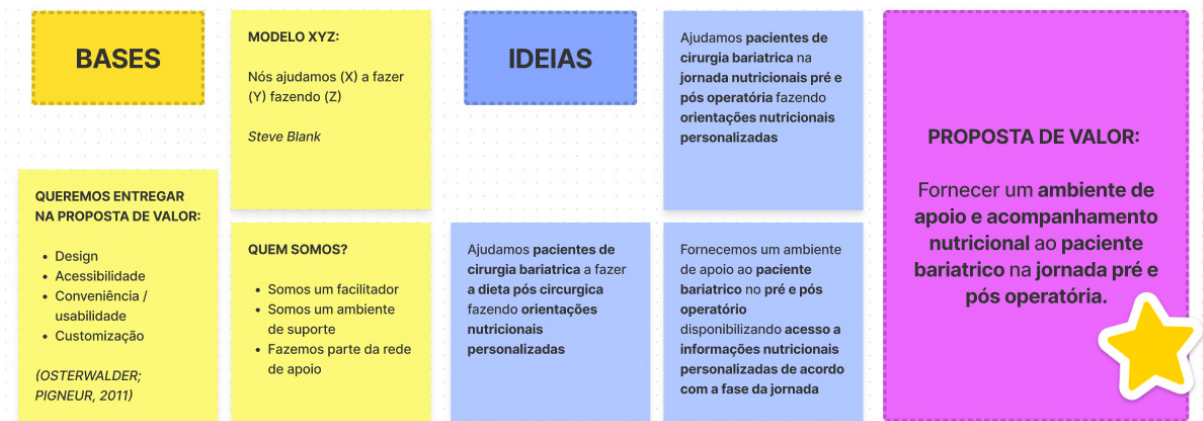 BASES
MODELO XYZ:
Nós ajudamos (X) a fazer
(Y) fazendo (Z)
Steve Blank
QUEREMOS ENTREGAR
NA PROPOSTA DE VALOR:
• Design
• Acessibilidade
• Conveniência /
usabilidade
• Customização
(OSTERWALDER;
PIGNEUR, 2011)
QUEM SOMOS?
• Somos um facilitador
• Somos um ambiente
de suporte
• Fazemos parte da rede
de apoio
IDEIAS
Ajudamos pacientes de
cirurgia bariatrica na
jornada nutricionais pré e
pós operatória fazendo
orientações nutricionais
personalizadas
Ajudamos pacientes de
cirurgia bariatrica a fazer
a dieta pós circurgica
fazendo orientações
nutricionais
personalizadas
Fornecemos um ambiente
de apoio ao paciente
bariatrico no pré e pós
operatório
disponibilizando acesso a
informações nutricionais
personalizadas de acordo
com a fase da jornada
PROPOSTA DE VALOR:
Fornecer um ambiente de
apoio e acompanhamento
nutricional ao paciente
bariatrico na jornada pré e
pós operatória.